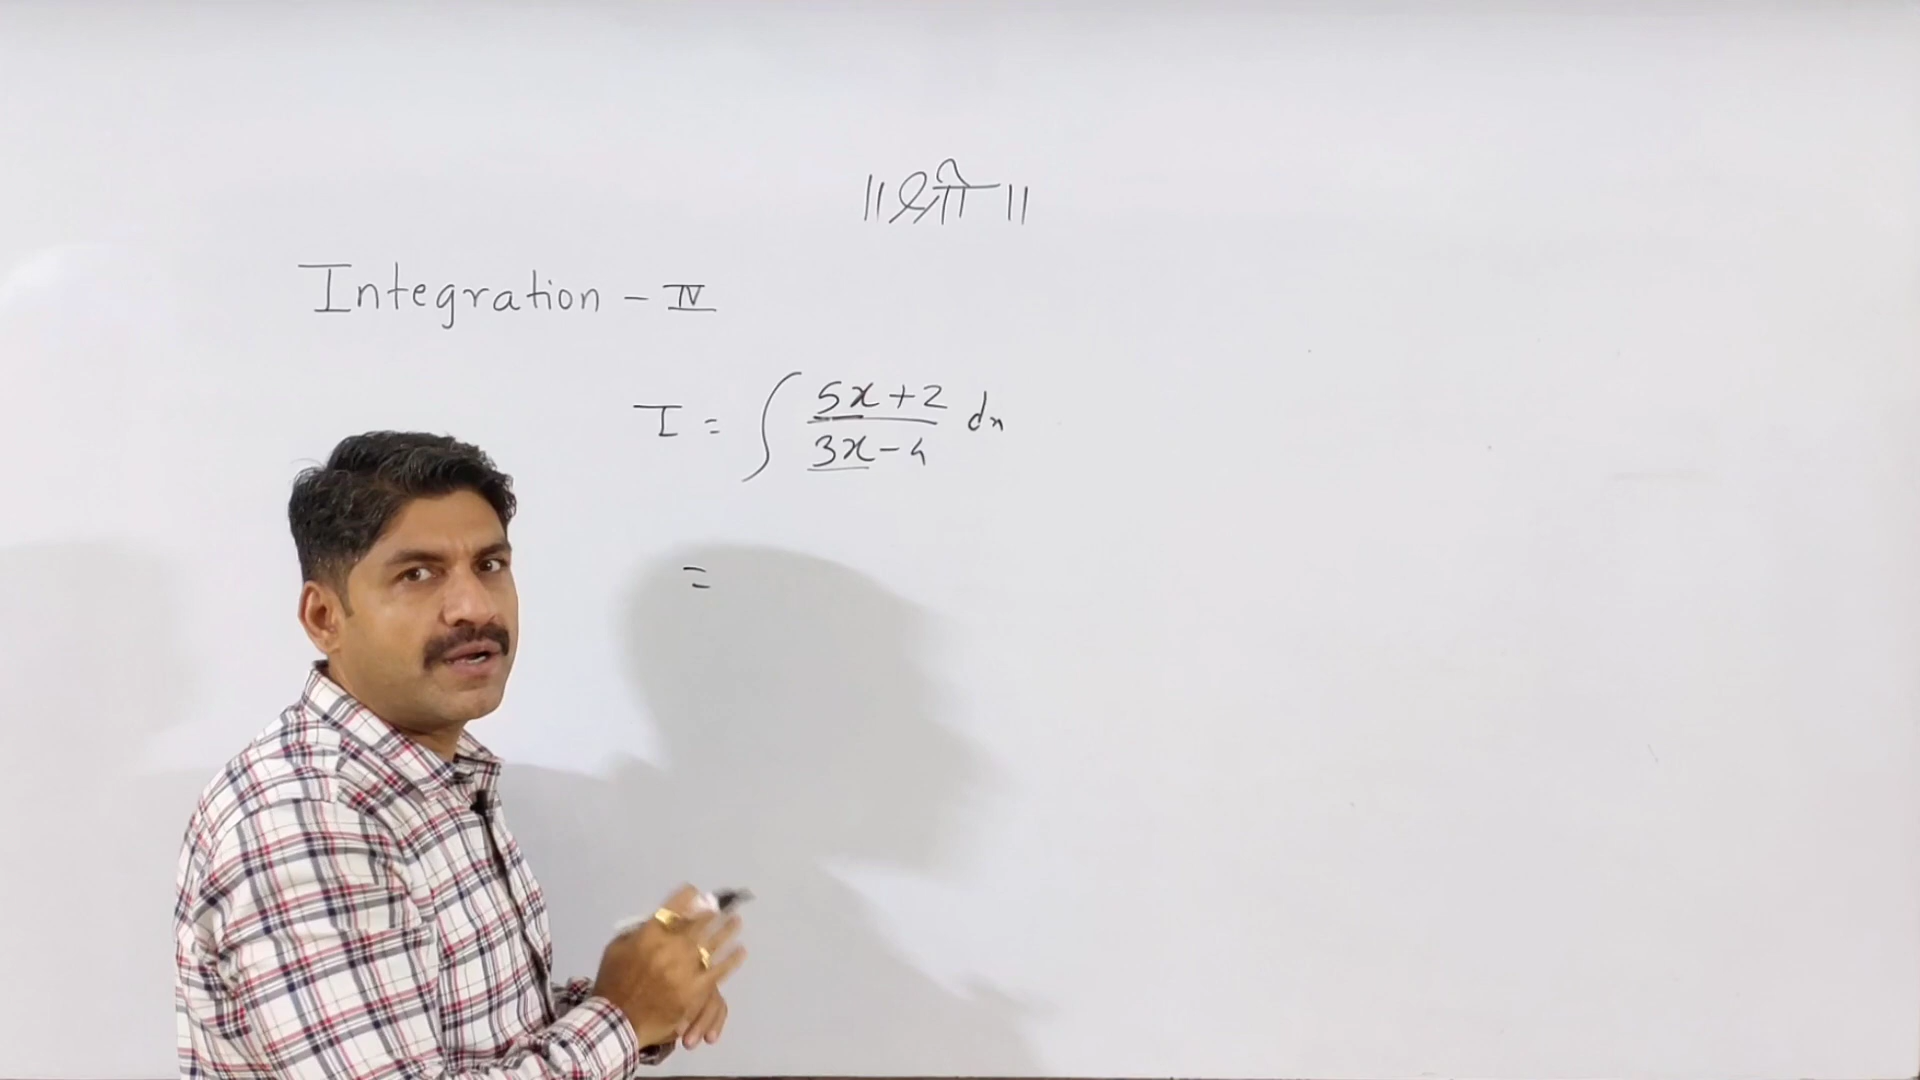 ॥ श्री ॥
Integration - IV
I = ∫ (5x+2)/(3x-4) dx
=